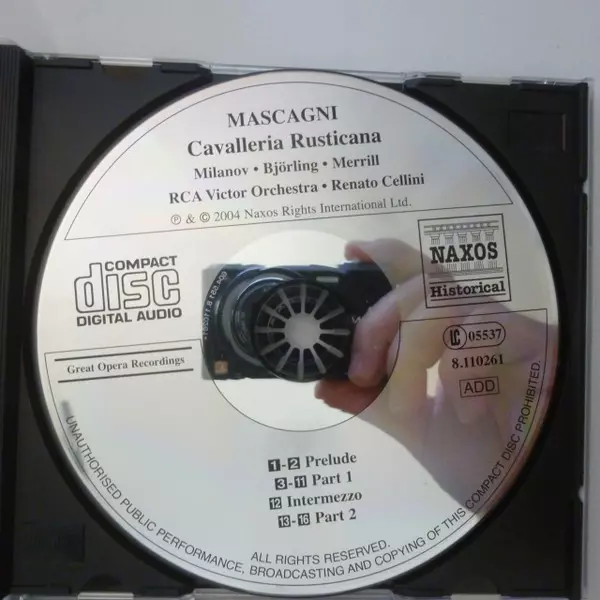 MASCAGNI
Cavalleria Rusticana
Milanov • Björling • Merrill
RCA Victor Orchestra • Renato Cellini
℗ & © 2004 Naxos Rights International Ltd.
COMPACT
disc
DIGITAL AUDIO
NAXOS
Historical
LC 05537
8.110261
ADD
Great Opera Recordings
1-2 Prelude
3-11 Part 1
12 Intermezzo
13-16 Part 2
ALL RIGHTS RESERVED.
UNAUTHORISED PUBLIC PERFORMANCE, BROADCASTING AND COPYING OF THIS COMPACT DISC PROHIBITED.